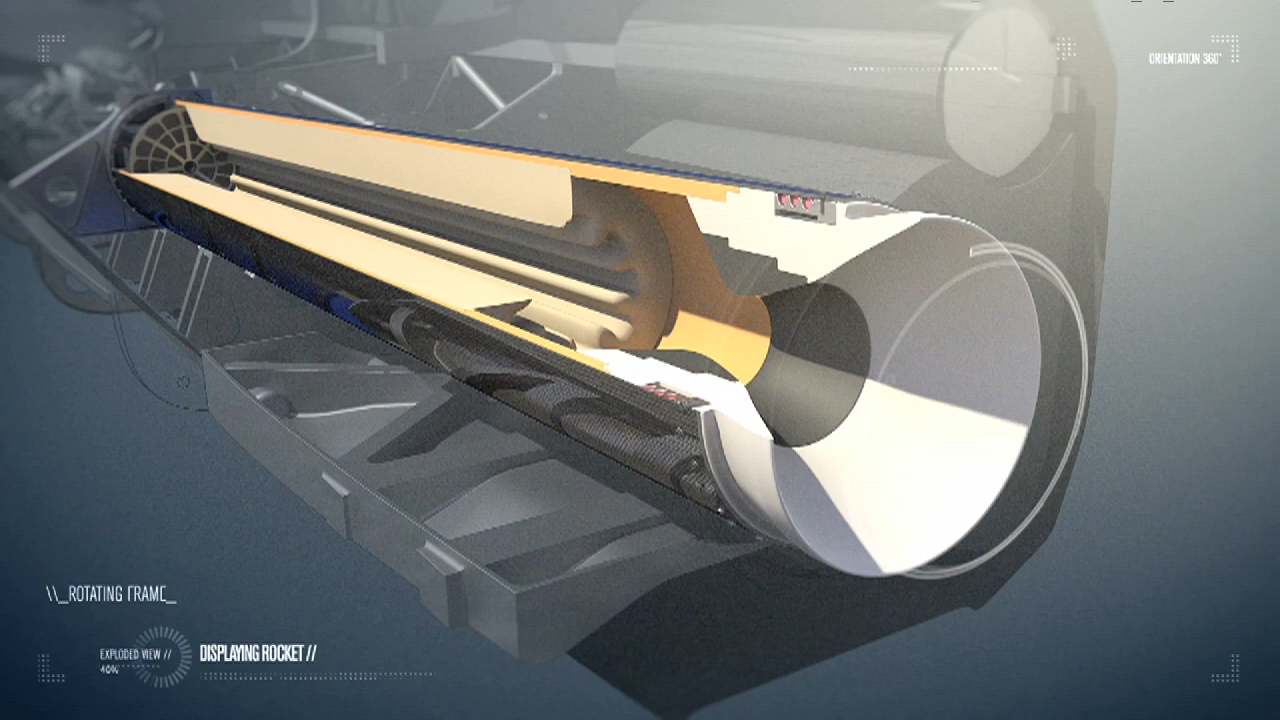 ORIENTATION 360°
\\_ROTATING FRAME_
EXPLODED VIEW //
40%
DISPLAYING ROCKET //